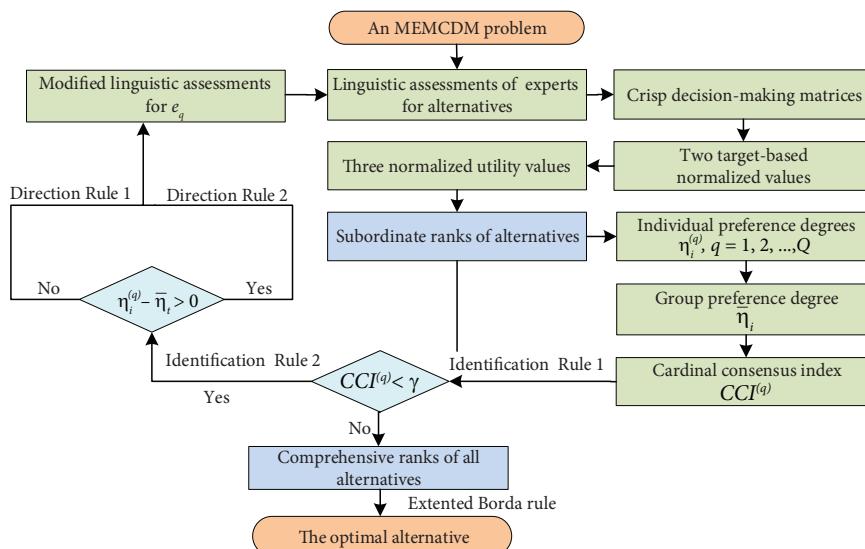 An MEMCDM problem
Modified linguistic assessments
for e_q
Linguistic assessments of experts
for alternatives
Crisp decision-making matrices
Three normalized utility values
Two target-based
normalized values
Direction Rule 1
Direction Rule 2
Subordinate ranks of alternatives
Individual preference degrees
η_i^(q), q = 1, 2, ...,Q
No
η_i^(q) – η̅_t > 0
Yes
Group preference degree
η̅_i
Identification Rule 2
Yes
CCI^(q) < γ
Identification Rule 1
Cardinal consensus index
CCI^(q)
No
Comprehensive ranks of all
alternatives
Extented Borda rule
The optimal alternative